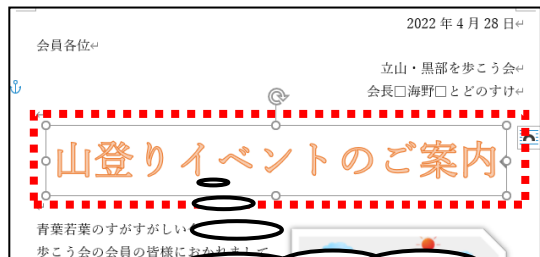 2022 年 4 月 28 日↵
会員各位↵
立山・黒部を歩こう会↵
会長□海野□とどのすけ↵
山登りイベントのご案内
青葉若葉のすがすがしい
歩こう会の会員の皆様におかれまして